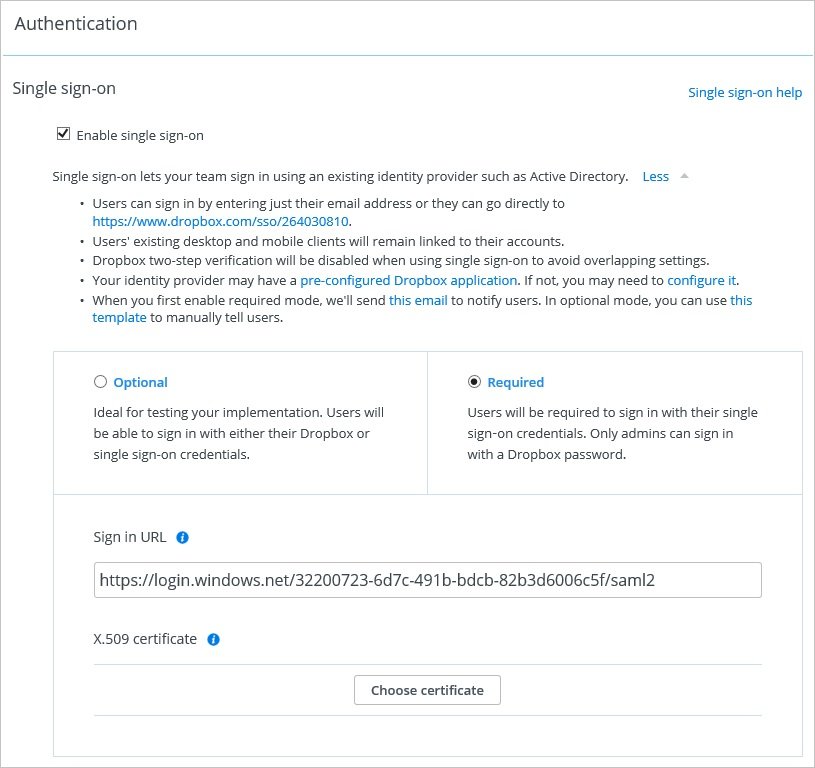 Authentication
Single sign-on
Single sign-on help
Enable single sign-on
Single sign-on lets your team sign in using an existing identity provider such as Active Directory. Less
• Users can sign in by entering just their email address or they can go directly to
https://www.dropbox.com/sso/264030810.
• Users' existing desktop and mobile clients will remain linked to their accounts.
• Dropbox two-step verification will be disabled when using single sign-on to avoid overlapping settings.
• Your identity provider may have a pre-configured Dropbox application. If not, you may need to configure it.
• When you first enable required mode, we'll send this email to notify users. In optional mode, you can use this
template to manually tell users.
Optional
Ideal for testing your implementation. Users will
be able to sign in with either their Dropbox or
single sign-on credentials.
Required
Users will be required to sign in with their single
sign-on credentials. Only admins can sign in
with a Dropbox password.
Sign in URL
https://login.windows.net/32200723-6d7c-491b-bdcb-82b3d6006c5f/saml2
X.509 certificate
Choose certificate